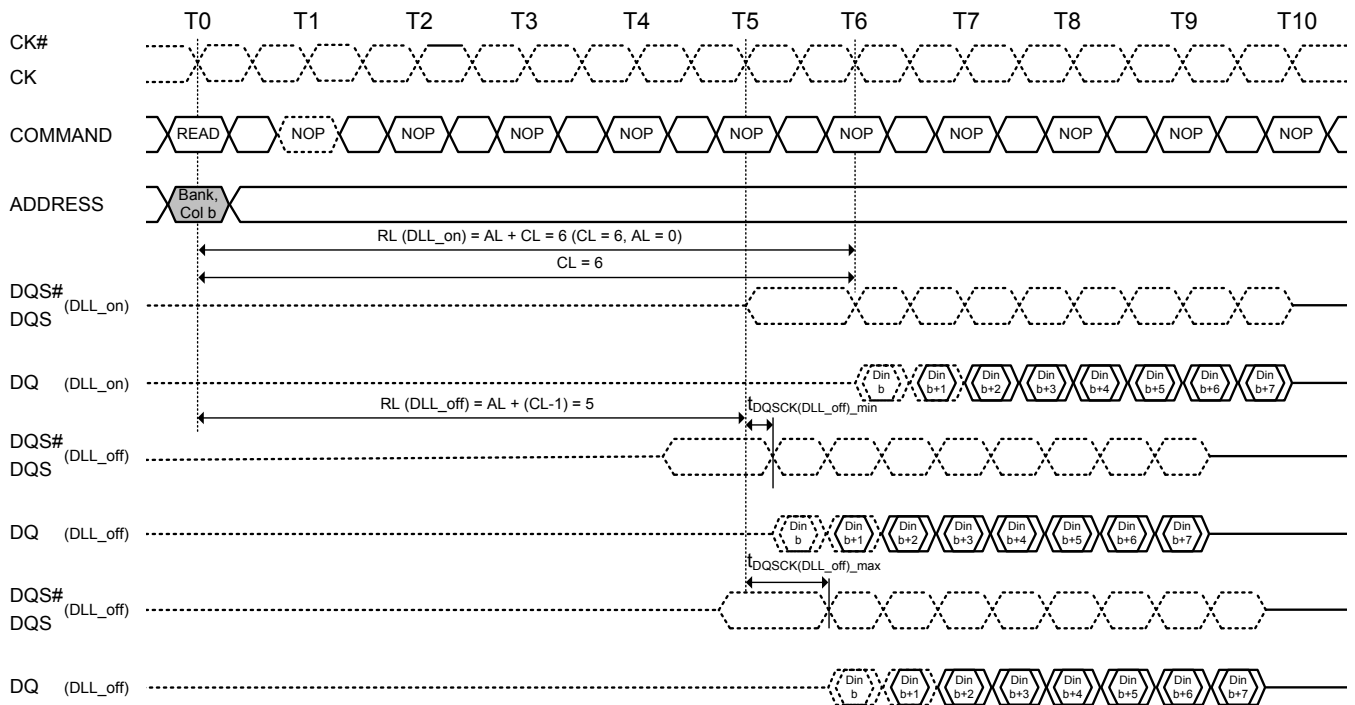 T0 T1 T2 T3 T4 T5 T6 T7 T8 T9 T10
CK#
CK
COMMAND READ NOP NOP NOP NOP NOP NOP NOP NOP NOP NOP
ADDRESS Bank, Col b
RL (DLL_on) = AL + CL = 6 (CL = 6, AL = 0)
CL = 6
DQS# (DLL_on)
DQS
DQ (DLL_on) Din b Din b+1 Din b+2 Din b+3 Din b+4 Din b+5 Din b+6 Din b+7
RL (DLL_off) = AL + (CL-1) = 5 tDQSCK(DLL_off)_min
DQS# (DLL_off)
DQS
DQ (DLL_off) Din b Din b+1 Din b+2 Din b+3 Din b+4 Din b+5 Din b+6 Din b+7
tDQSCK(DLL_off)_max
DQS# (DLL_off)
DQS
DQ (DLL_off) Din b Din b+1 Din b+2 Din b+3 Din b+4 Din b+5 Din b+6 Din b+7